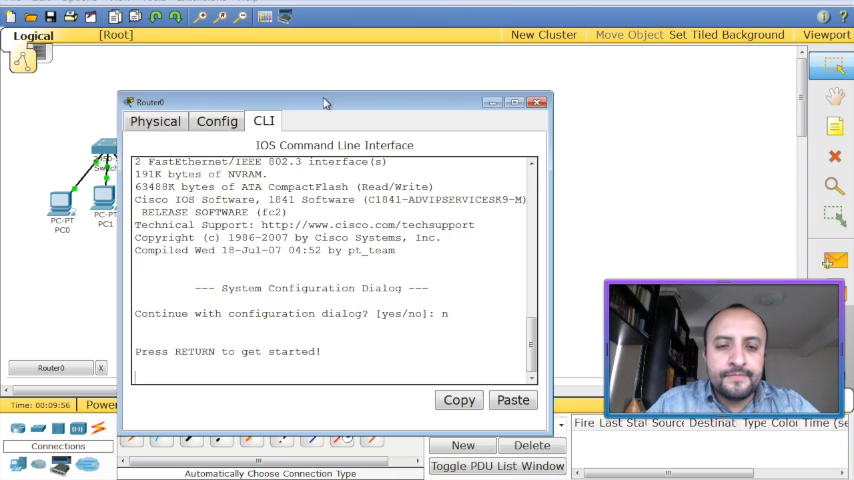 Logical
[Root]
New Cluster
Move Object
Set Tiled Background
Viewport
Router0
Physical
Config
CLI
IOS Command Line Interface
2 FastEthernet/IEEE 802.3 interface(s)
191K bytes of NVRAM.
63488K bytes of ATA CompactFlash (Read/Write)
Cisco IOS Software, 1841 Software (C1841-ADVIPSERVICESK9-M)
RELEASE SOFTWARE (fc2)
Technical Support: http://www.cisco.com/techsupport
Copyright (c) 1986-2007 by Cisco Systems, Inc.
Compiled Wed 18-Jul-07 04:52 by pt_team
--- System Configuration Dialog ---
Continue with configuration dialog? [yes/no]: n
Press RETURN to get started!
Copy
Paste
PC-PT
PC0
PC-PT
PC1
Router0
X
Time: 00:09:56
Power
Connections
Automatically Choose Connection Type
New
Delete
Toggle PDU List Window
Fire Last Stat Source Destinat Type Color Time (se